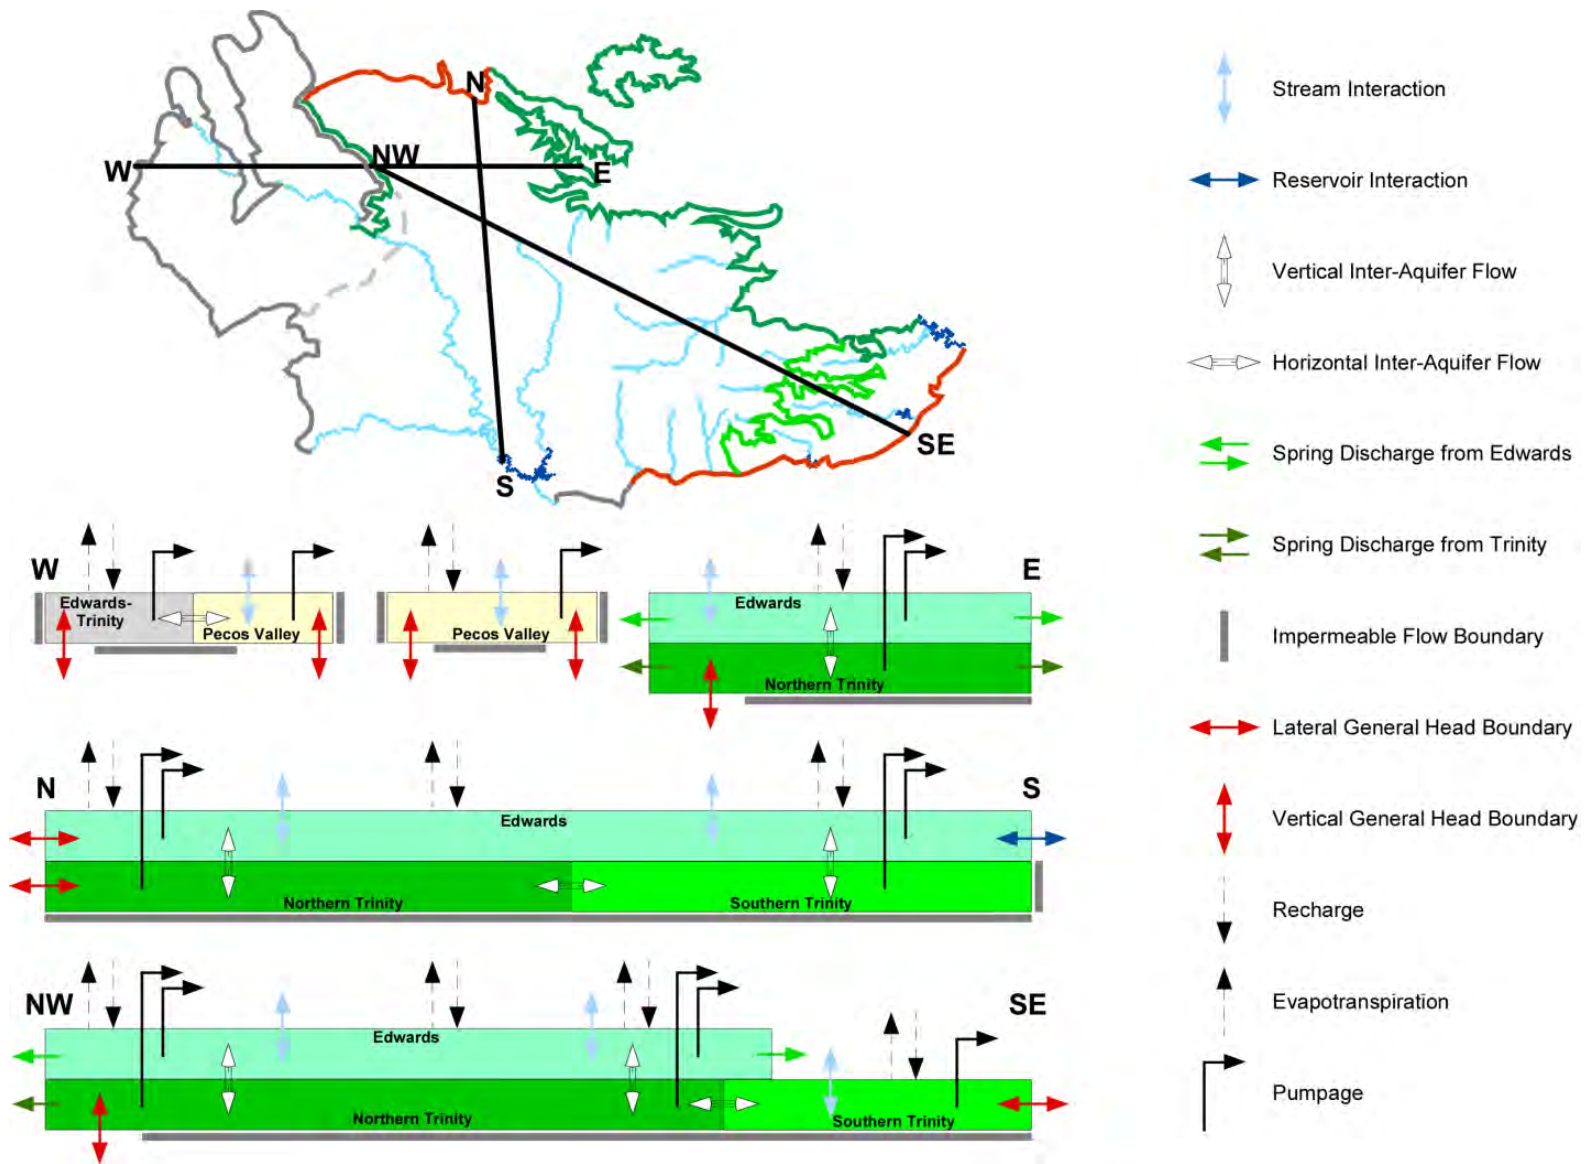 N
NW
W
E
SE
S
Stream Interaction
Reservoir Interaction
Vertical Inter-Aquifer Flow
Horizontal Inter-Aquifer Flow
Spring Discharge from Edwards
Spring Discharge from Trinity
Impermeable Flow Boundary
Lateral General Head Boundary
Vertical General Head Boundary
Recharge
Evapotranspiration
Pumpage
W
E
Edwards-
Trinity
Pecos Valley
Pecos Valley
Edwards
Northern Trinity
N
S
Edwards
Northern Trinity
Southern Trinity
NW
SE
Edwards
Northern Trinity
Southern Trinity